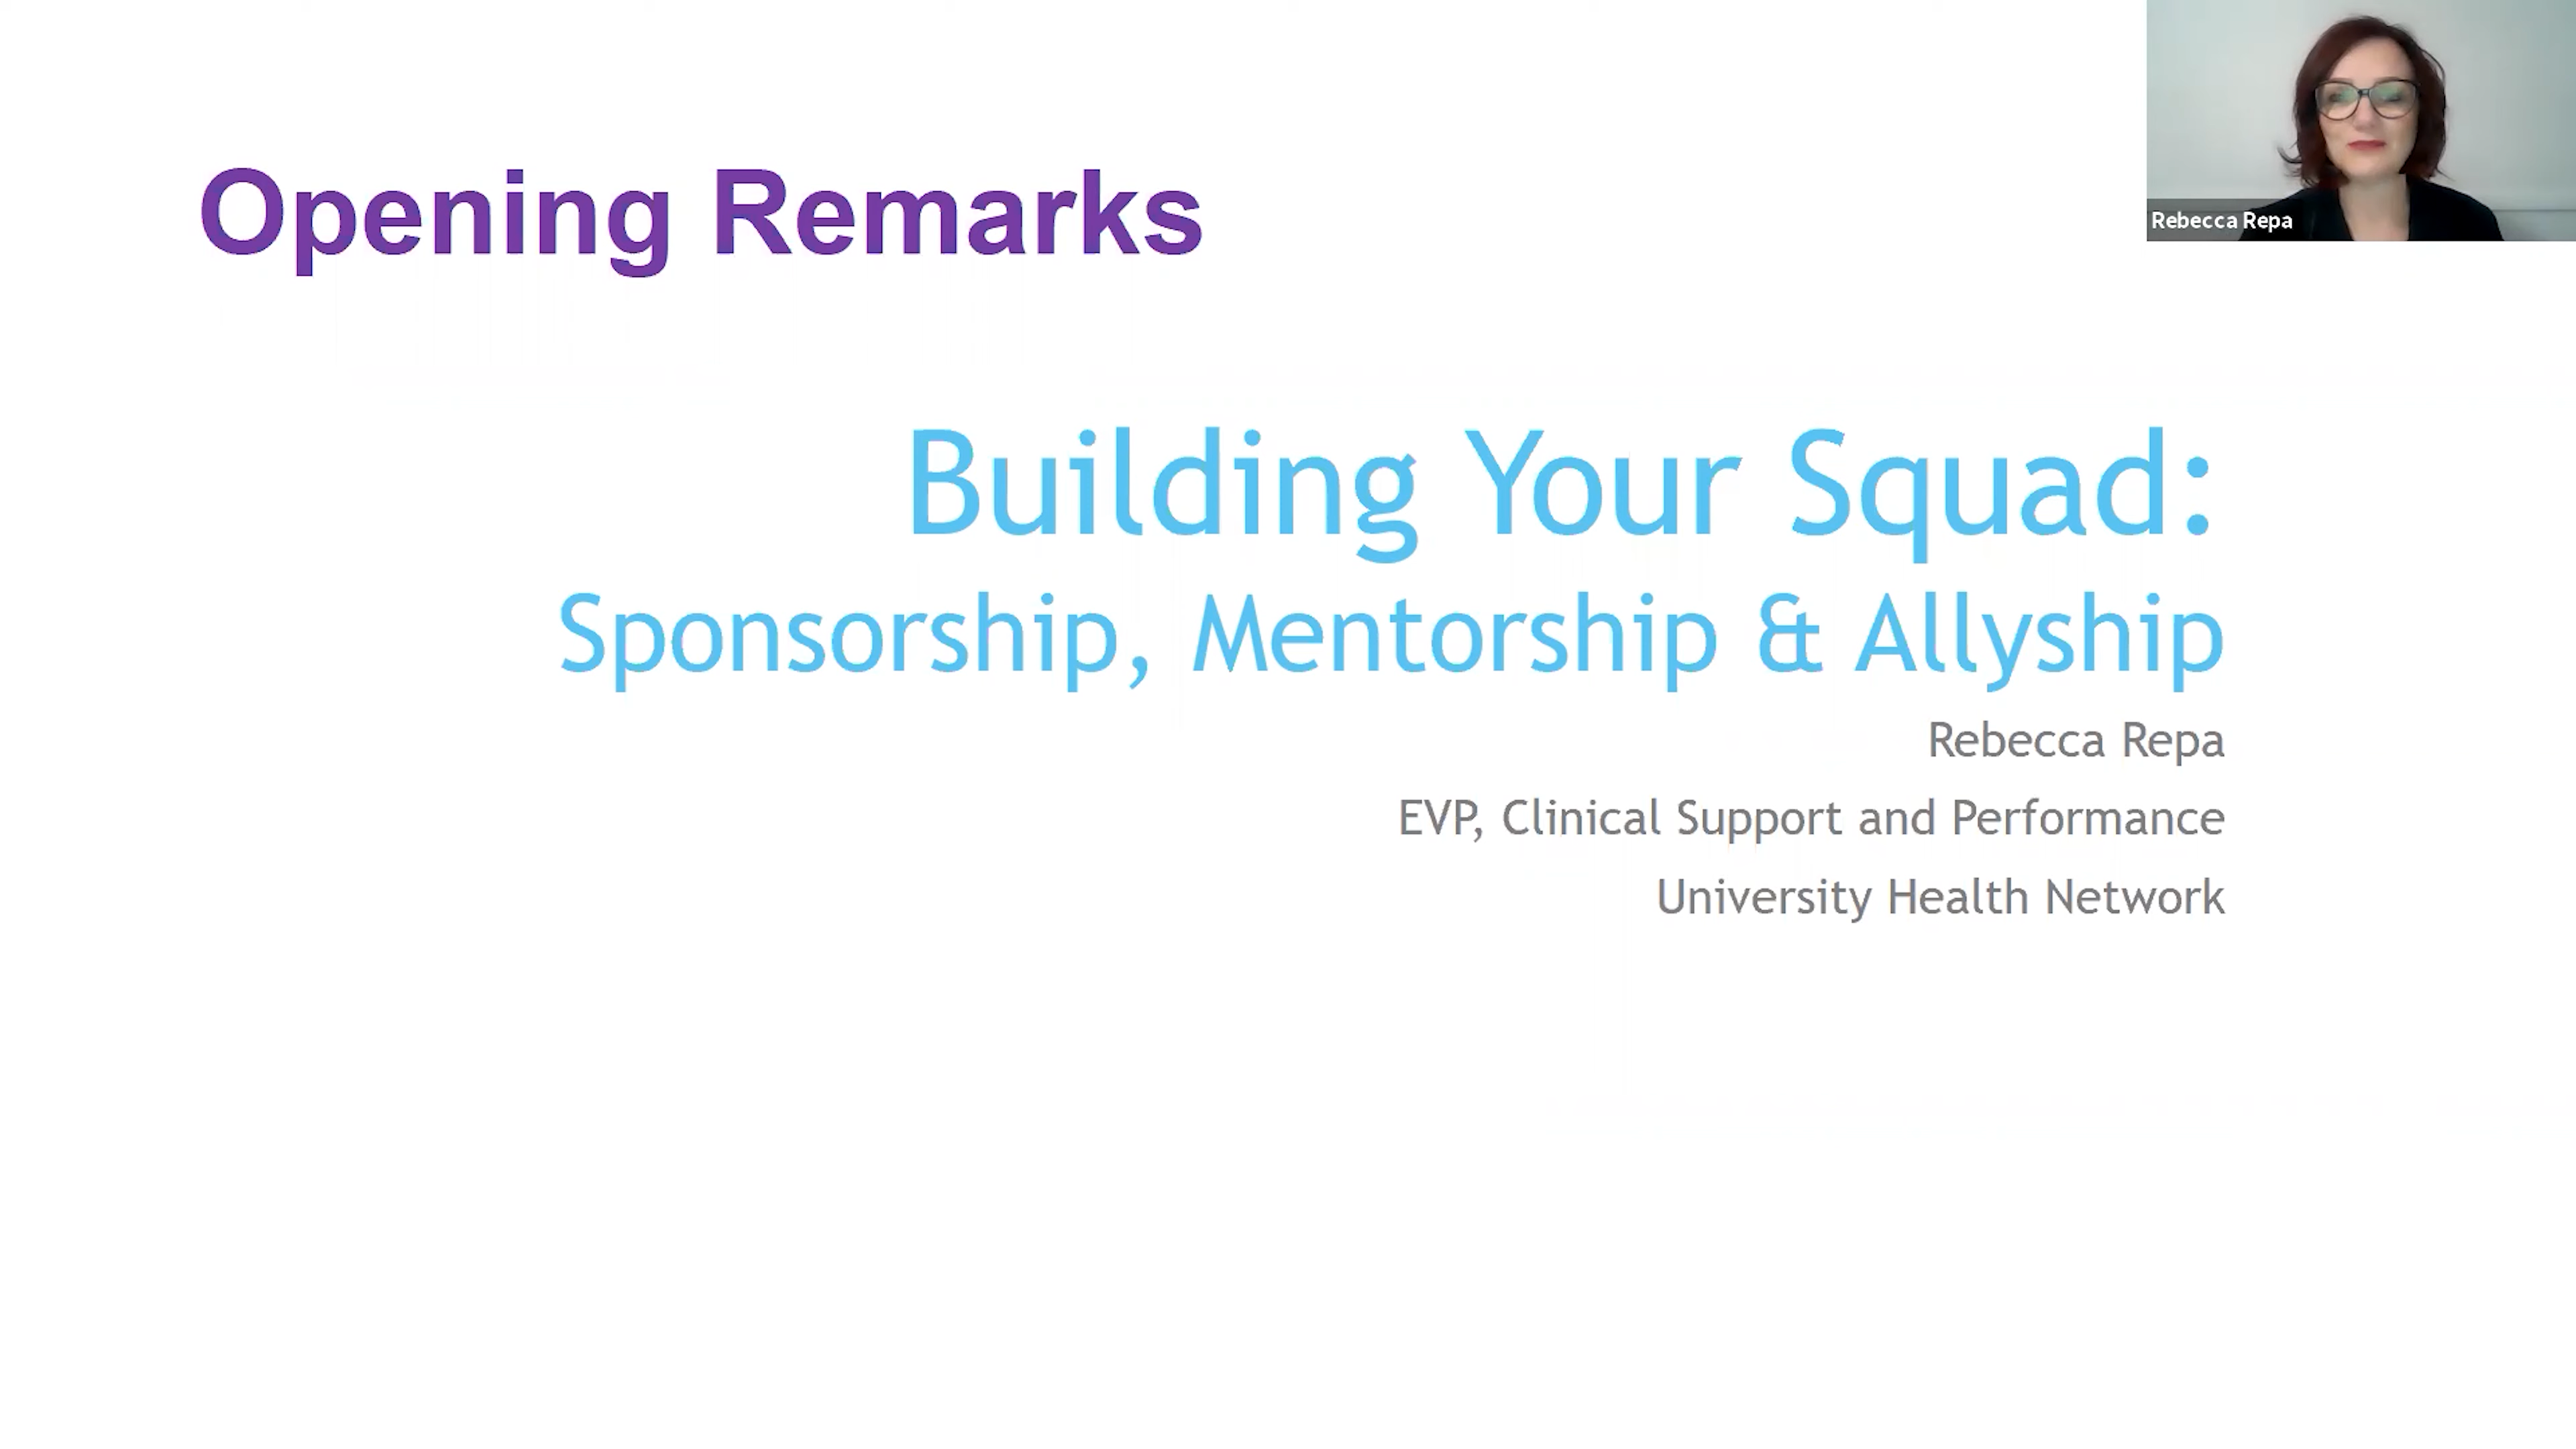 Opening Remarks
Rebecca Repa
Building Your Squad:
Sponsorship, Mentorship & Allyship
Rebecca Repa
EVP, Clinical Support and Performance
University Health Network